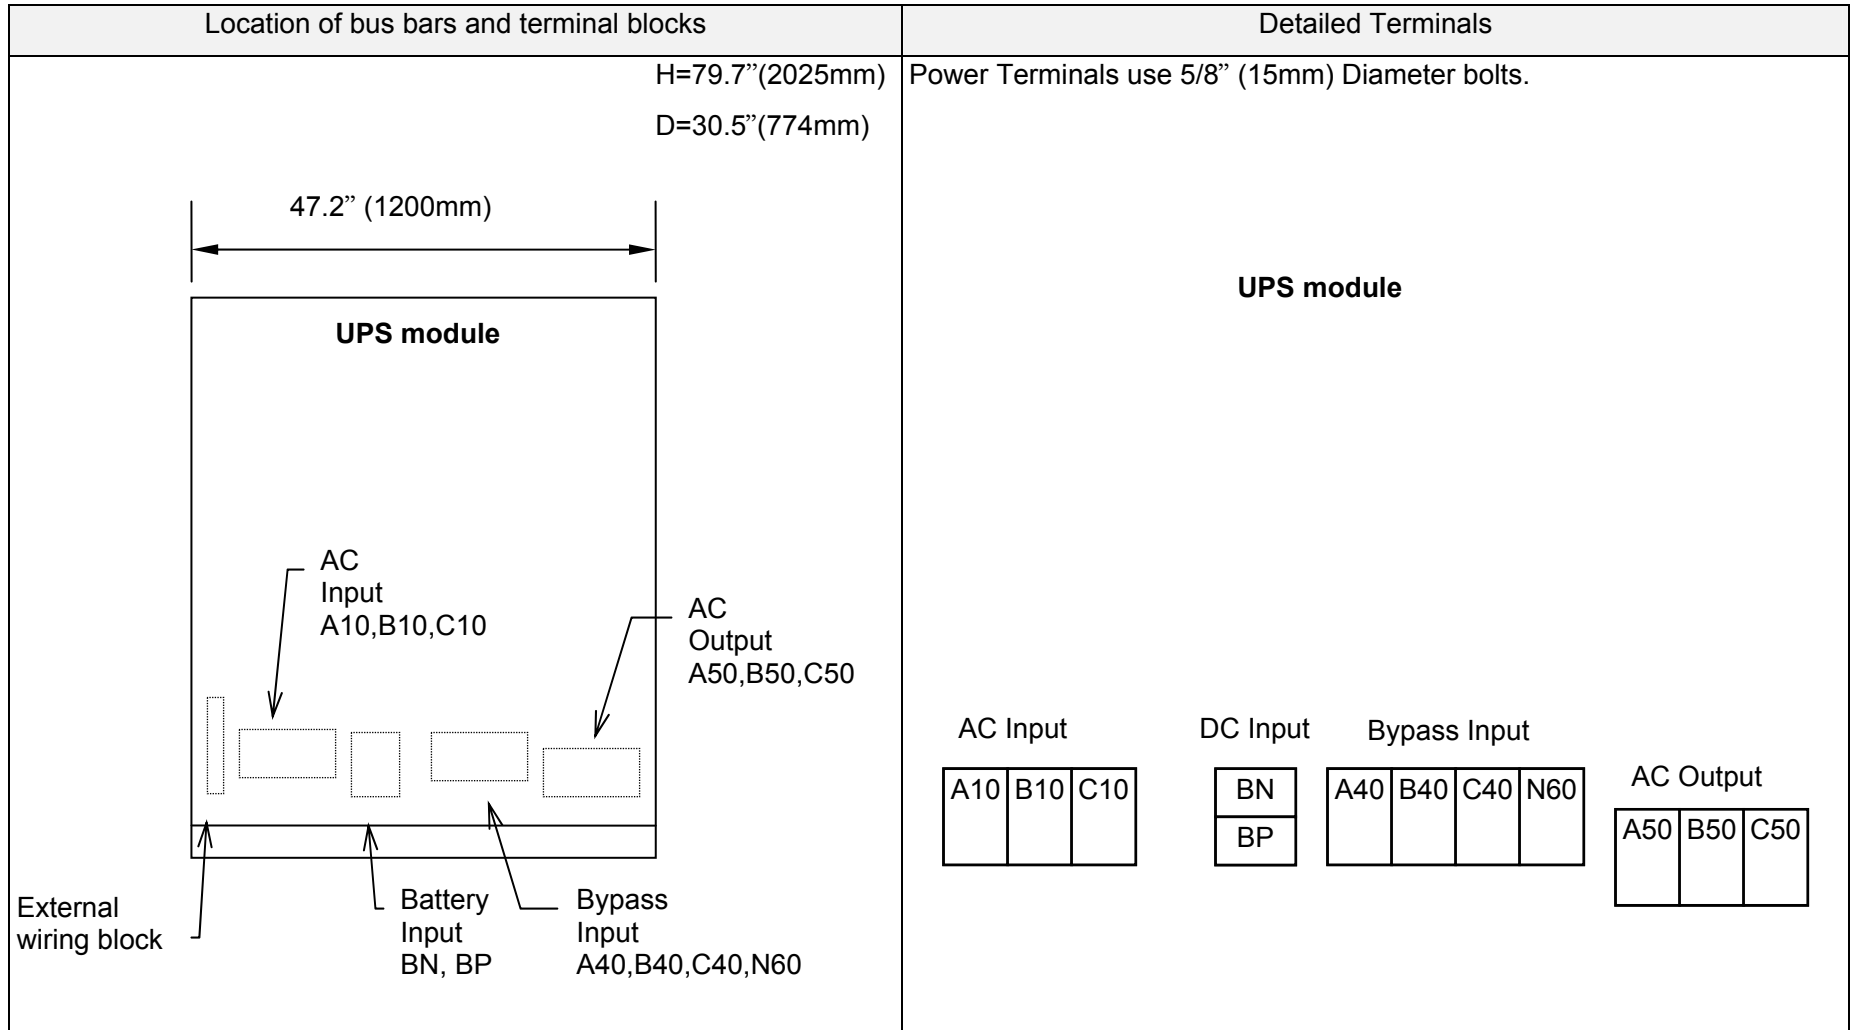 Location of bus bars and terminal blocks
Detailed Terminals
H=79.7”(2025mm)
D=30.5”(774mm)
47.2” (1200mm)
UPS module
AC
Input
A10,B10,C10
AC
Output
A50,B50,C50
External
wiring block
Battery
Input
BN, BP
Bypass
Input
A40,B40,C40,N60
Power Terminals use 5/8” (15mm) Diameter bolts.
UPS module
AC Input
A10 B10 C10
DC Input
BN
BP
Bypass Input
A40 B40 C40 N60
AC Output
A50 B50 C50